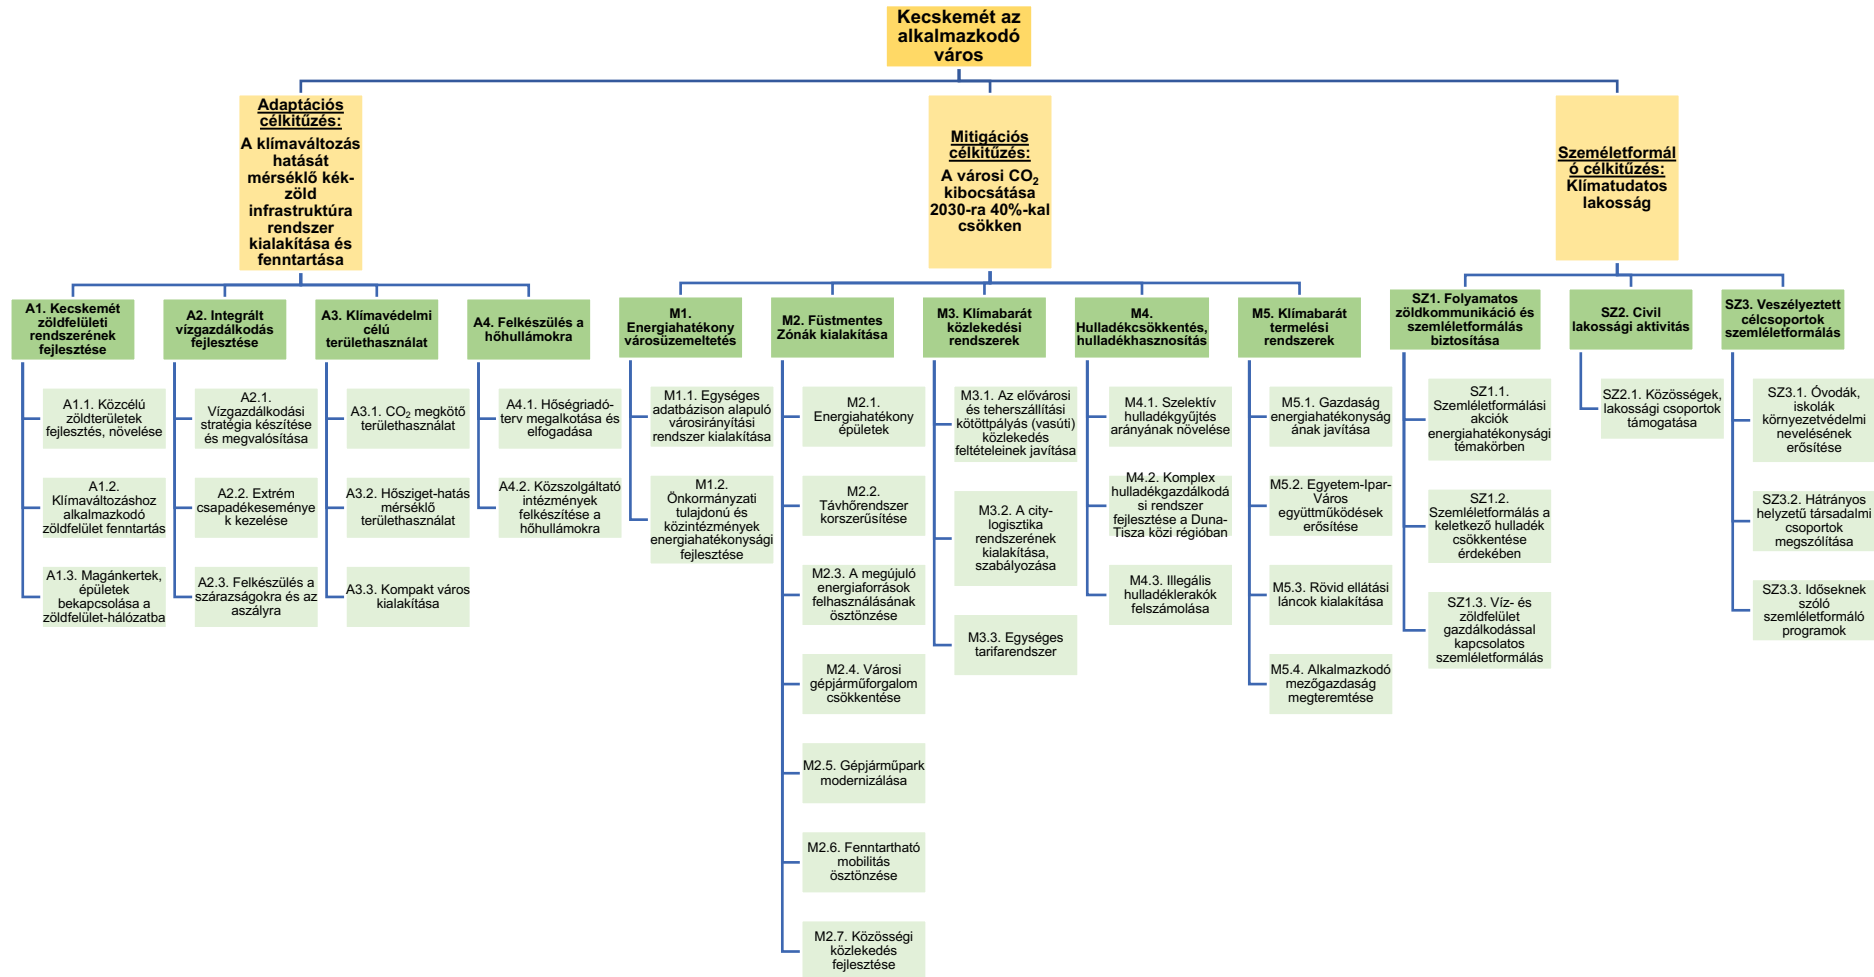 Kecskemét az
alkalmazkodó
város
Adaptációs
célkitűzés:
A klímaváltozás
hatását
mérséklő kék-
zöld
infrastruktúra
rendszer
kialakítása és
fenntartása
Mitigációs
célkitűzés:
A városi CO₂
kibocsátása
2030-ra 40%-kal
csökken
Személetformál
ó célkitűzés:
Klímatudatos
lakosság
A1. Kecskemét
zöldfelületi
rendszerének
fejlesztése
A2. Integrált
vízgazdálkodás
fejlesztése
A3. Klímavédelmi
célú
területhasználat
A4. Felkészülés a
hőhullámokra
M1.
Energiahatékony
városüzemeltetés
M2. Füstmentes
Zónák kialakítása
M3. Klímabarát
közlekedési
rendszerek
M4.
Hulladékcsökkentés,
hulladékhasznosítás
M5. Klímabarát
termelési
rendszerek
SZ1. Folyamatos
zöldkommunikáció és
szemléletformálás
biztosítása
SZ2. Civil
lakossági aktivitás
SZ3. Veszélyeztett
célcsoportok
szemléletformálás
A1.1. Közcélú
zöldterületek
fejlesztés, növelése
A1.2.
Klímaváltozáshoz
alkalmazkodó
zöldfelület fenntartás
A1.3. Magánkertek,
épületek
bekapcsolása a
zöldfelület-hálózatba
A2.1.
Vízgazdálkodási
stratégia készítése
és megvalósítása
A2.2. Extrém
csapadékeseménye
k kezelése
A2.3. Felkészülés a
szárazságokra és az
aszályra
A3.1. CO₂ megkötő
területhasználat
A3.2. Hősziget-hatás
mérséklő
területhasználat
A3.3. Kompakt város
kialakítása
A4.1. Hőségriadó-
terv megalkotása és
elfogadása
A4.2. Közszolgáltató
intézmények
felkészítése a
hőhullámokra
M1.1. Egységes
adatbázison alapuló
városirányítási
rendszer kialakítása
M1.2.
Önkormányzati
tulajdonú és
közintézmények
energiahatékonysági
fejlesztése
M2.1.
Energiahatékony
épületek
M2.2.
Távhőrendszer
korszerűsítése
M2.3. A megújuló
energiaforrások
felhasználásának
ösztönzése
M2.4. Városi
gépjárműforgalom
csökkentése
M2.5. Gépjárműpark
modernizálása
M2.6. Fenntartható
mobilitás
ösztönzése
M2.7. Közösségi
közlekedés
fejlesztése
M3.1. Az elővárosi
és teherszállítási
kötöttpályás (vasúti)
közlekedés
feltételeinek javítása
M3.2. A city-
logisztika
rendszerének
kialakítása,
szabályozása
M3.3. Egységes
tarifarendszer
M4.1. Szelektív
hulladékgyűjtés
arányának növelése
M4.2. Komplex
hulladékgazdálkodá
si rendszer
fejlesztése a Duna-
Tisza közi régióban
M4.3. Illegális
hulladéklerakók
felszámolása
M5.1. Gazdaság
energiahatékonyság
ának javítása
M5.2. Egyetem-Ipar-
Város
együttműködések
erősítése
M5.3. Rövid ellátási
láncok kialakítása
M5.4. Alkalmazkodó
mezőgazdaság
megteremtése
SZ1.1.
Szemléletformálási
akciók
energiahatékonysági
témakörben
SZ1.2.
Szemléletformálás a
keletkező hulladék
csökkentése
érdekében
SZ1.3. Víz- és
zöldfelület
gazdálkodással
kapcsolatos
szemléletformálás
SZ2.1. Közösségek,
lakossági csoportok
támogatása
SZ3.1. Óvodák,
iskolák
környezetvédelmi
nevelésének
erősítése
SZ3.2. Hátrányos
helyzetű társadalmi
csoportok
megszólítása
SZ3.3. Időseknek
szóló
szemléletformáló
programok